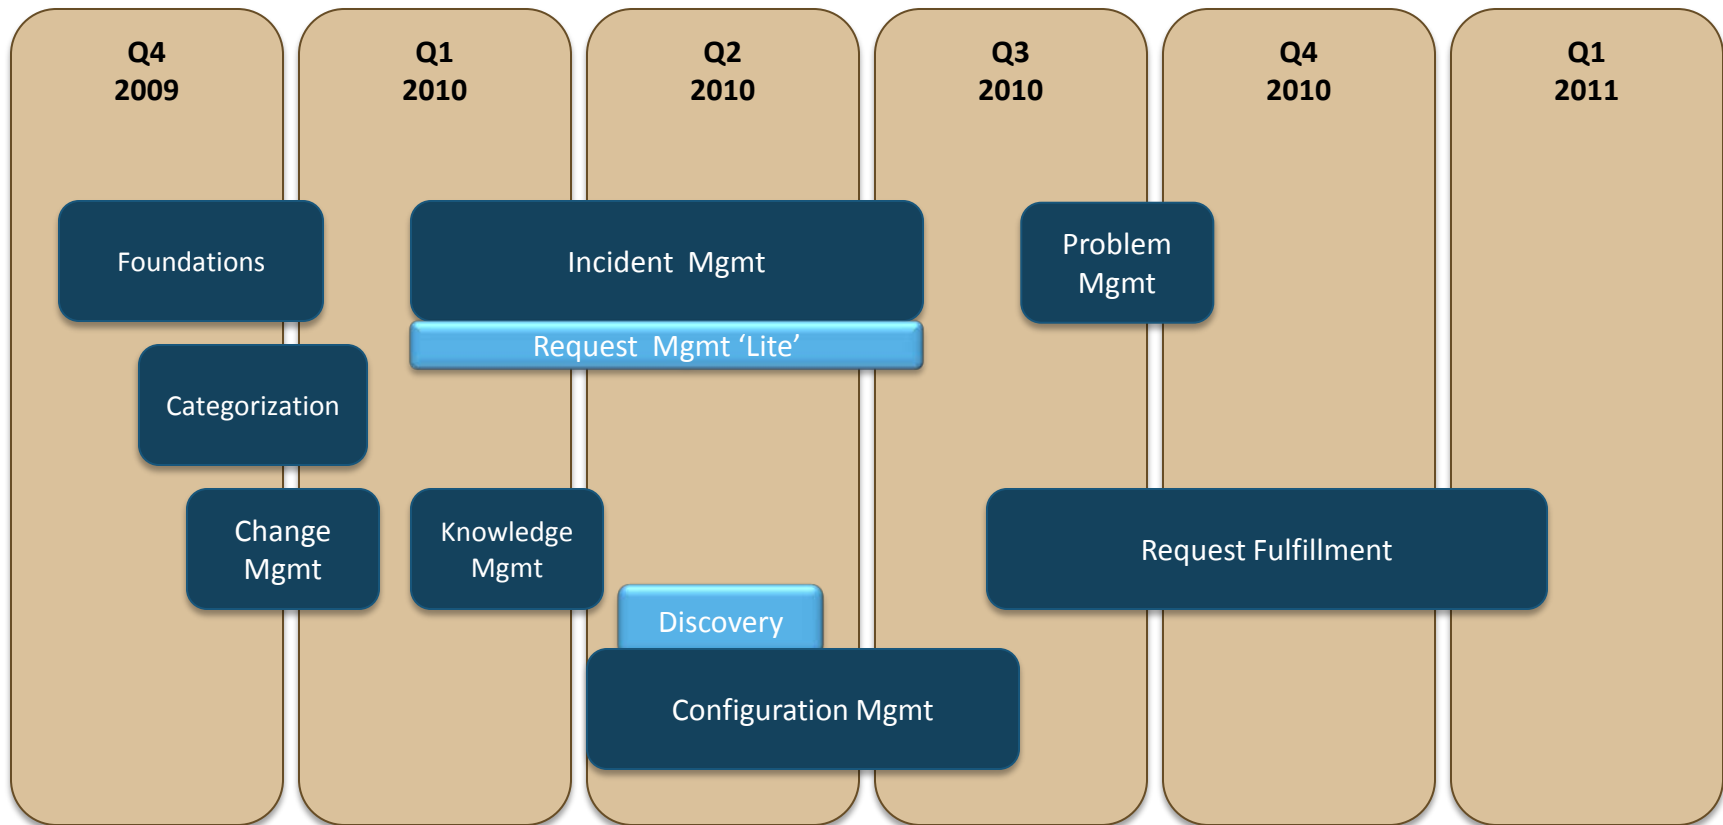 Q4
2009
Q1
2010
Q2
2010
Q3
2010
Q4
2010
Q1
2011
Foundations
Incident Mgmt
Problem
Mgmt
Request Mgmt ‘Lite’
Categorization
Change
Mgmt
Knowledge
Mgmt
Request Fulfillment
Discovery
Configuration Mgmt